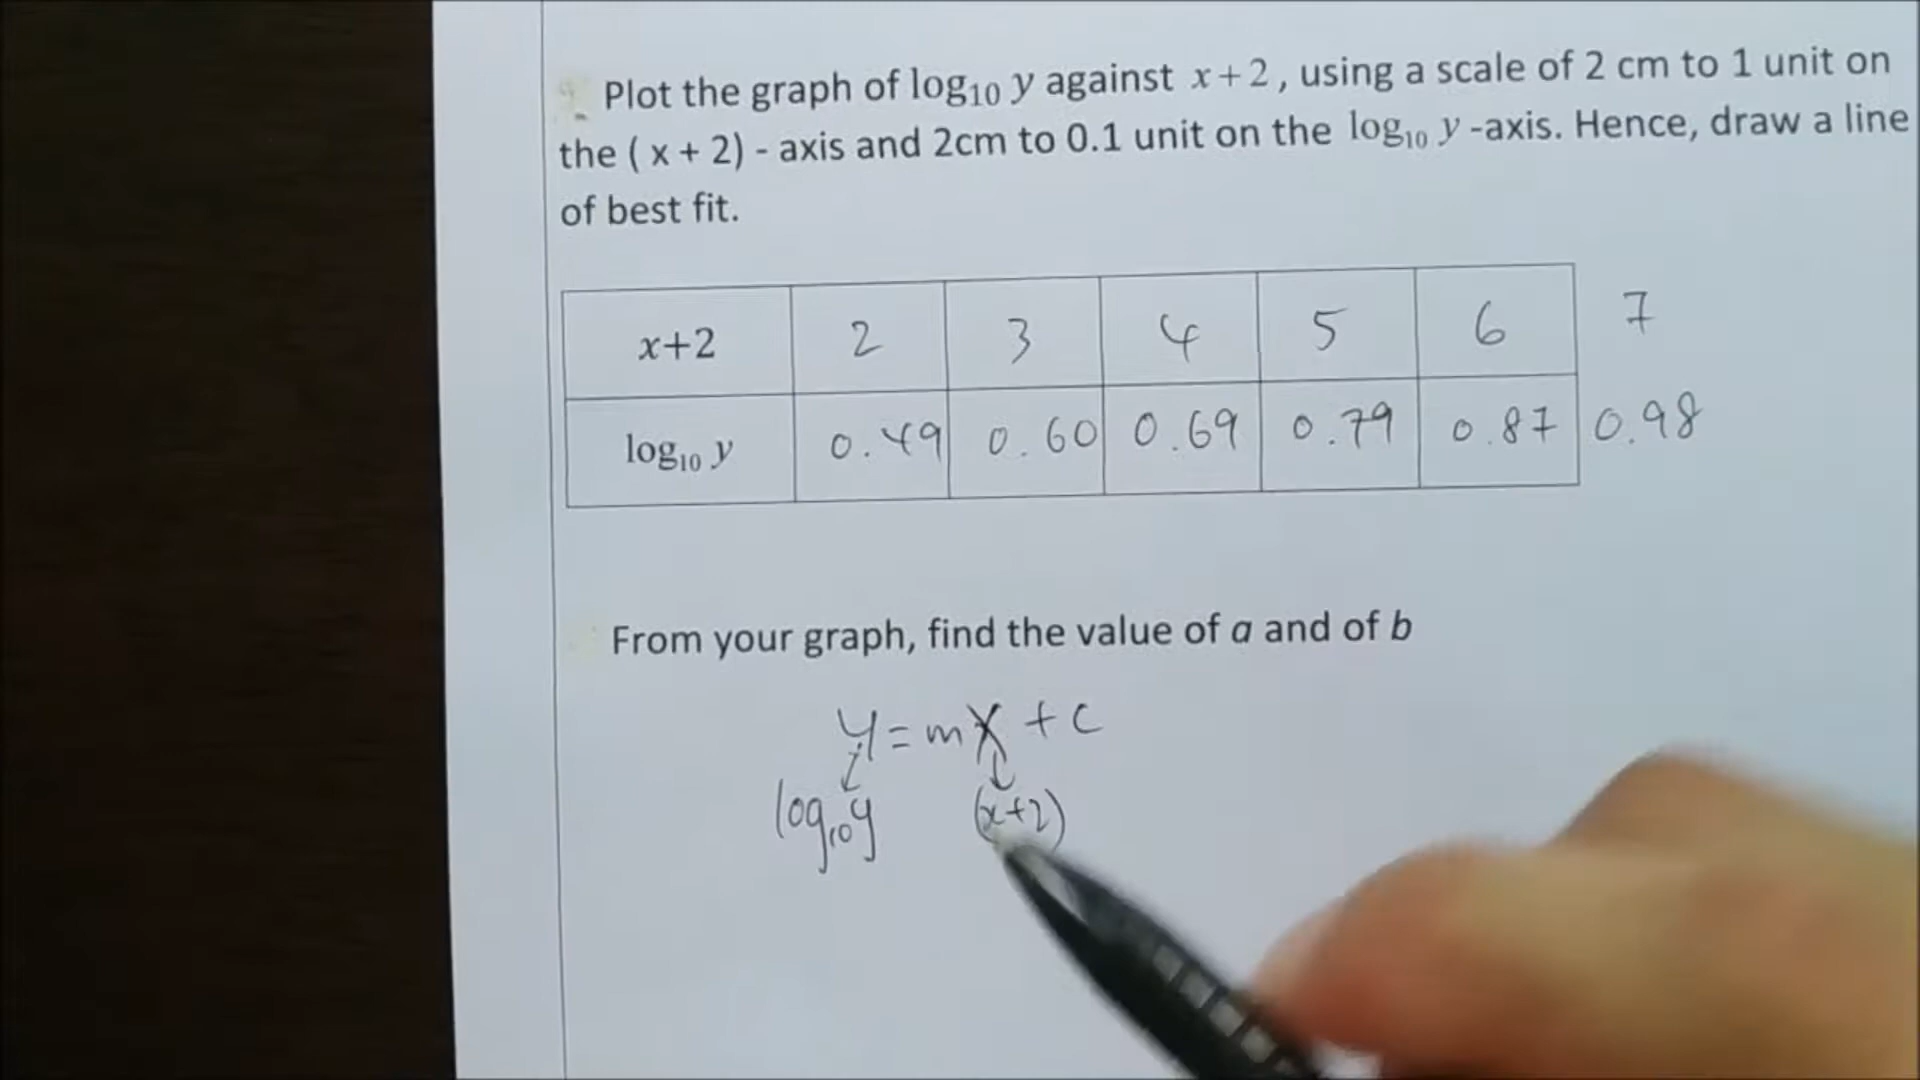 Plot the graph of log₁₀ y against x + 2 , using a scale of 2 cm to 1 unit on
the ( x + 2) - axis and 2cm to 0.1 unit on the log₁₀ y -axis. Hence, draw a line
of best fit.
x+2 2 3 4 5 6 7
log₁₀ y 0.49 0.60 0.69 0.79 0.87 0.98
From your graph, find the value of a and of b
Y = mX + c
log₁₀y (x+2)